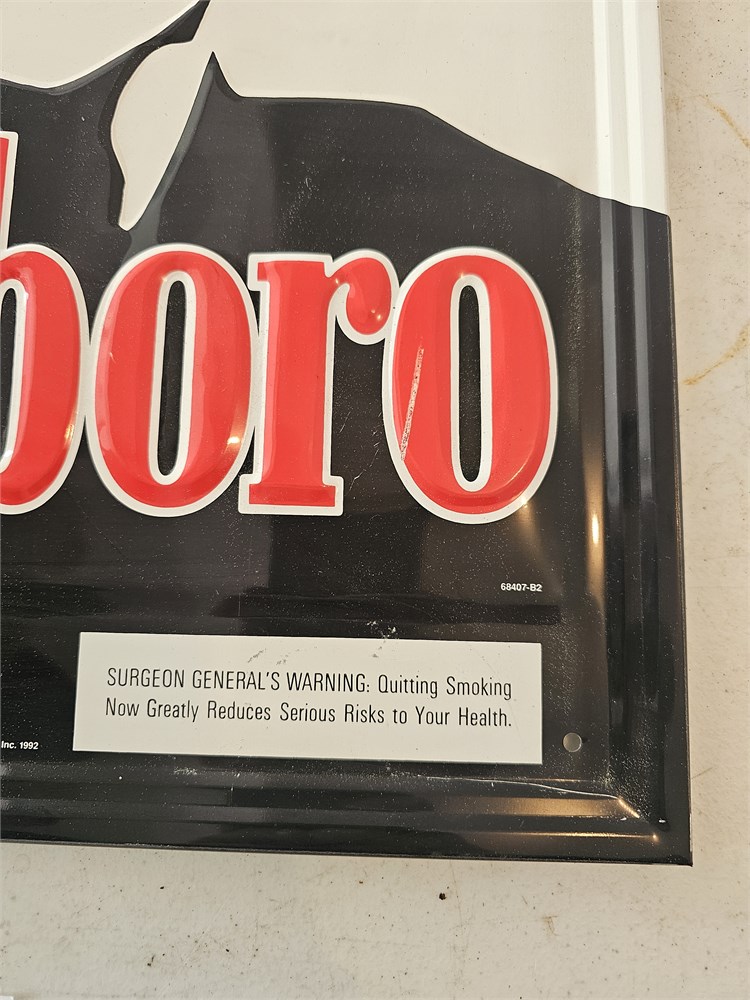 boro
68407-B2
SURGEON GENERAL'S WARNING: Quitting Smoking
Now Greatly Reduces Serious Risks to Your Health.
Inc. 1992